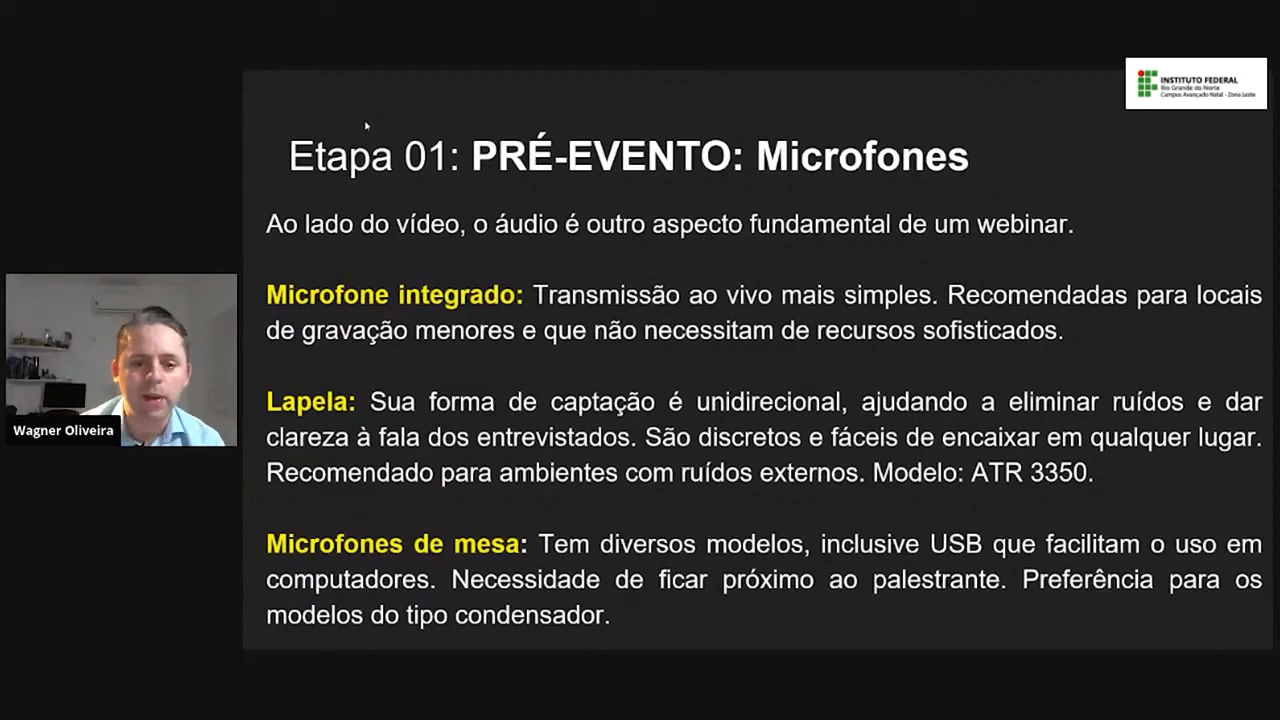 INSTITUTO FEDERAL
Rio Grande do Norte
Campus Avançado Natal - Zona Leste
Etapa 01: PRÉ-EVENTO: Microfones
Ao lado do vídeo, o áudio é outro aspecto fundamental de um webinar.
Microfone integrado: Transmissão ao vivo mais simples. Recomendadas para locais
de gravação menores e que não necessitam de recursos sofisticados.
Lapela: Sua forma de captação é unidirecional, ajudando a eliminar ruídos e dar
clareza à fala dos entrevistados. São discretos e fáceis de encaixar em qualquer lugar.
Recomendado para ambientes com ruídos externos. Modelo: ATR 3350.
Wagner Oliveira
Microfones de mesa: Tem diversos modelos, inclusive USB que facilitam o uso em
computadores. Necessidade de ficar próximo ao palestrante. Preferência para os
modelos do tipo condensador.